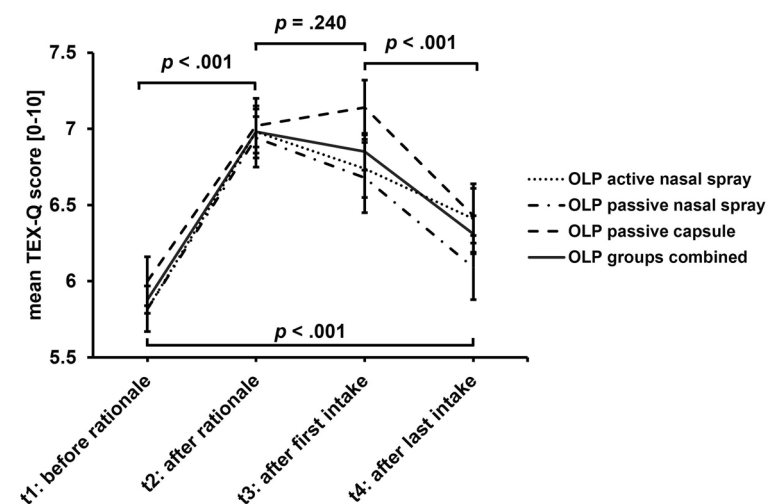 p = .240
p < .001
p < .001
7.5
7
6.5
6
5.5
mean TEX-Q score [0-10]
OLP active nasal spray
OLP passive nasal spray
OLP passive capsule
OLP groups combined
p < .001
t1: before rationale
t2: after rationale
t3: after first intake
t4: after last intake